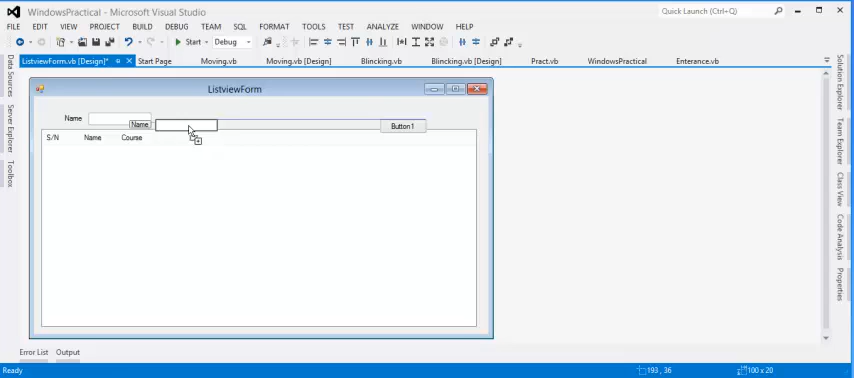 WindowsPractical - Microsoft Visual Studio
Quick Launch (Ctrl+Q)
FILE EDIT VIEW PROJECT BUILD DEBUG TEAM SQL FORMAT TOOLS TEST ANALYZE WINDOW HELP
Start Debug
ListviewForm.vb [Design]* Start Page Moving.vb Moving.vb [Design] Blincking.vb Blincking.vb [Design] Pract.vb WindowsPractical Enterance.vb
Data Sources
Server Explorer
Toolbox
ListviewForm
Name
Name
Button1
S/N Name Course
Solution Explorer
Team Explorer
Class View
Code Analysis
Properties
Error List Output
Ready
193 , 36
100 x 20